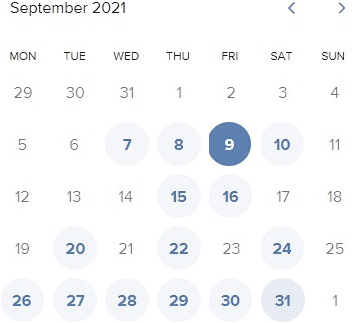 September 2021
MON TUE WED THU FRI SAT SUN
29 30 31 1 2 3 4
5 6 7 8 9 10 11
12 13 14 15 16 17 18
19 20 21 22 23 24 25
26 27 28 29 30 31 1